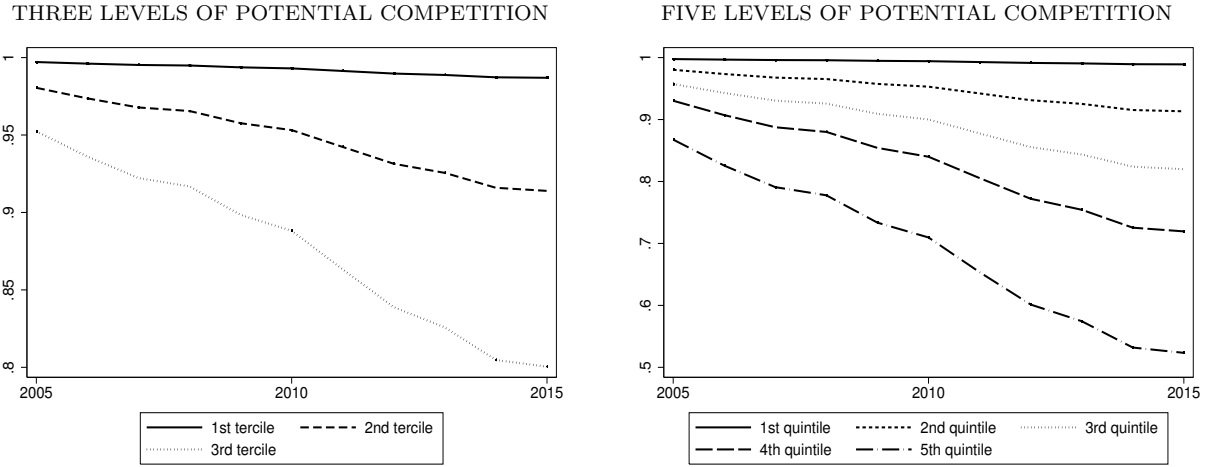 THREE LEVELS OF POTENTIAL COMPETITION
1
.95
.9
.85
.8
2005
2010
2015
1st tercile
2nd tercile
3rd tercile
FIVE LEVELS OF POTENTIAL COMPETITION
1
.9
.8
.7
.6
.5
2005
2010
2015
1st quintile
2nd quintile
3rd quintile
4th quintile
5th quintile